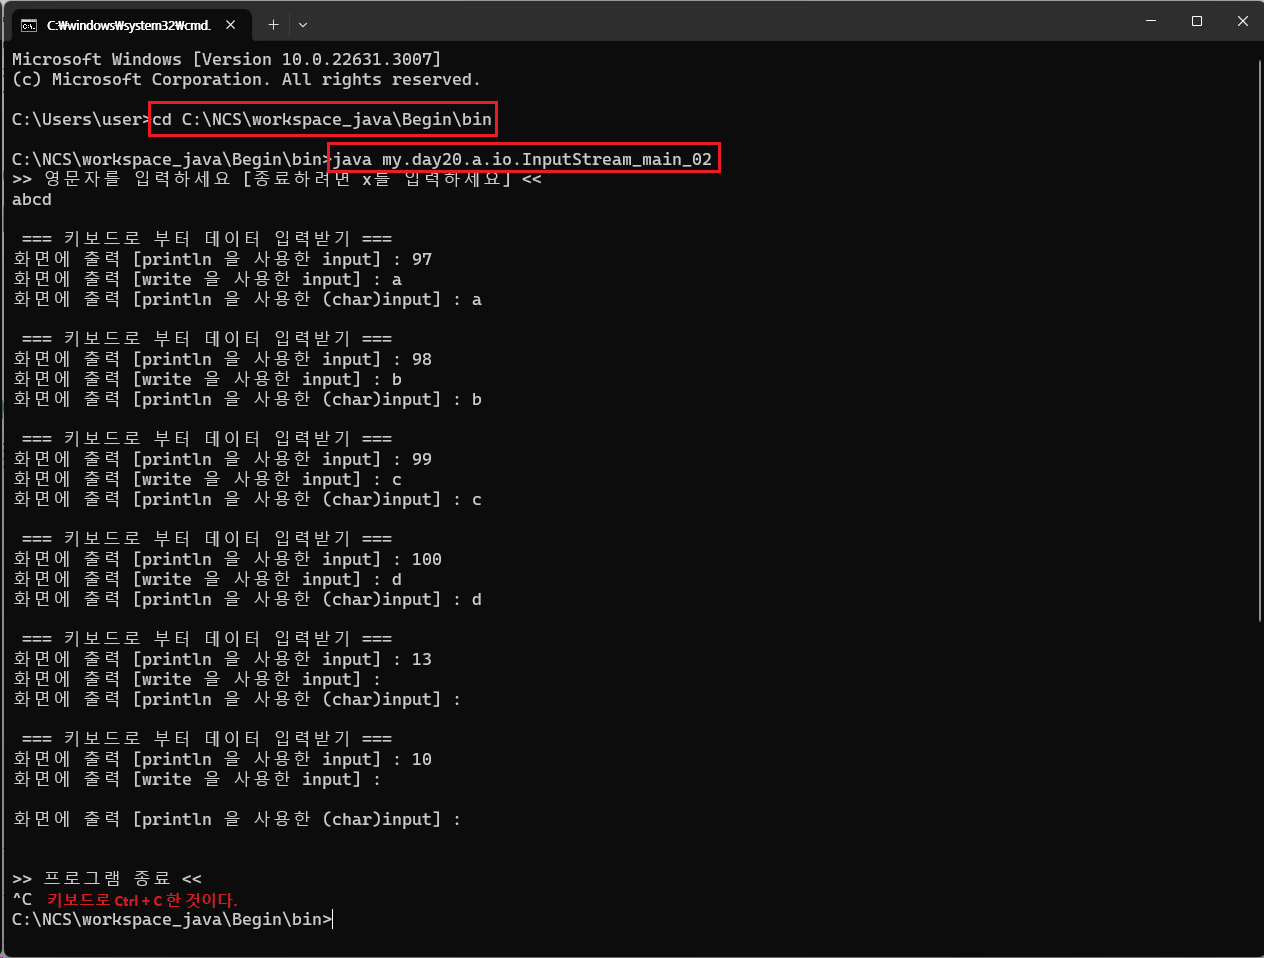 C:₩windows₩system32₩cmd.
Microsoft Windows [Version 10.0.22631.3007]
(c) Microsoft Corporation. All rights reserved.
C:\Users\user>cd C:\NCS\workspace_java\Begin\bin
C:\NCS\workspace_java\Begin\bin>java my.day20.a.io.InputStream_main_02
>> 영문자를 입력하세요 [종료하려면 x를 입력하세요] <<
abcd
=== 키보드로 부터 데이터 입력받기 ===
화면에 출력 [println 을 사용한 input] : 97
화면에 출력 [write 을 사용한 input] : a
화면에 출력 [println 을 사용한 (char)input] : a
=== 키보드로 부터 데이터 입력받기 ===
화면에 출력 [println 을 사용한 input] : 98
화면에 출력 [write 을 사용한 input] : b
화면에 출력 [println 을 사용한 (char)input] : b
=== 키보드로 부터 데이터 입력받기 ===
화면에 출력 [println 을 사용한 input] : 99
화면에 출력 [write 을 사용한 input] : c
화면에 출력 [println 을 사용한 (char)input] : c
=== 키보드로 부터 데이터 입력받기 ===
화면에 출력 [println 을 사용한 input] : 100
화면에 출력 [write 을 사용한 input] : d
화면에 출력 [println 을 사용한 (char)input] : d
=== 키보드로 부터 데이터 입력받기 ===
화면에 출력 [println 을 사용한 input] : 13
화면에 출력 [write 을 사용한 input] :
화면에 출력 [println 을 사용한 (char)input] :
=== 키보드로 부터 데이터 입력받기 ===
화면에 출력 [println 을 사용한 input] : 10
화면에 출력 [write 을 사용한 input] :
화면에 출력 [println 을 사용한 (char)input] :
>> 프로그램 종료 <<
^C 키보드로 Ctrl + C 한 것이다.
C:\NCS\workspace_java\Begin\bin>